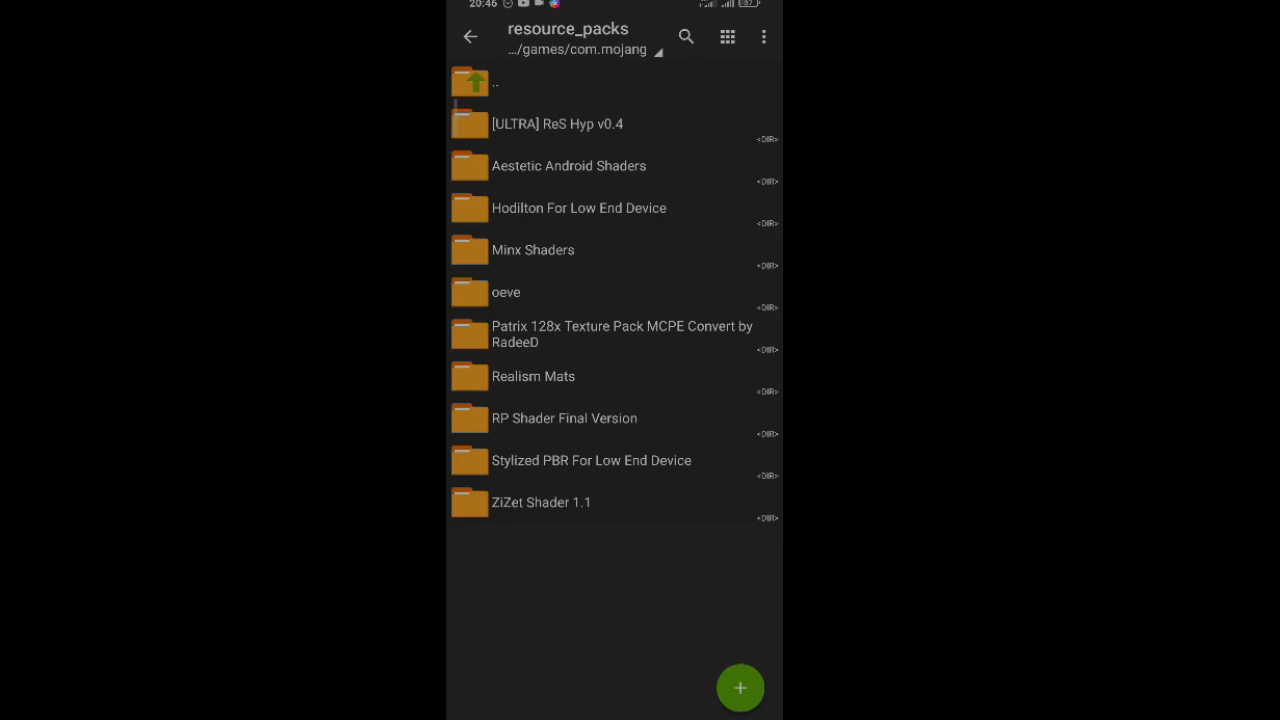 20:46
resource_packs
.../games/com.mojang
..
[ULTRA] ReS Hyp v0.4
<DIR>
Aestetic Android Shaders
<DIR>
Hodilton For Low End Device
<DIR>
Minx Shaders
<DIR>
oeve
<DIR>
Patrix 128x Texture Pack MCPE Convert by
RadeeD
<DIR>
Realism Mats
<DIR>
RP Shader Final Version
<DIR>
Stylized PBR For Low End Device
<DIR>
ZiZet Shader 1.1
<DIR>